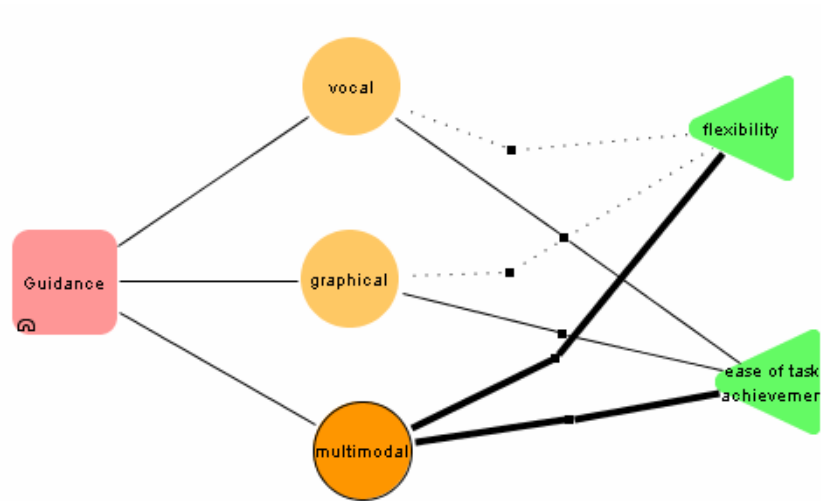 vocal
flexibility
Guidance
graphical
ease of task
achievemen
multimodal